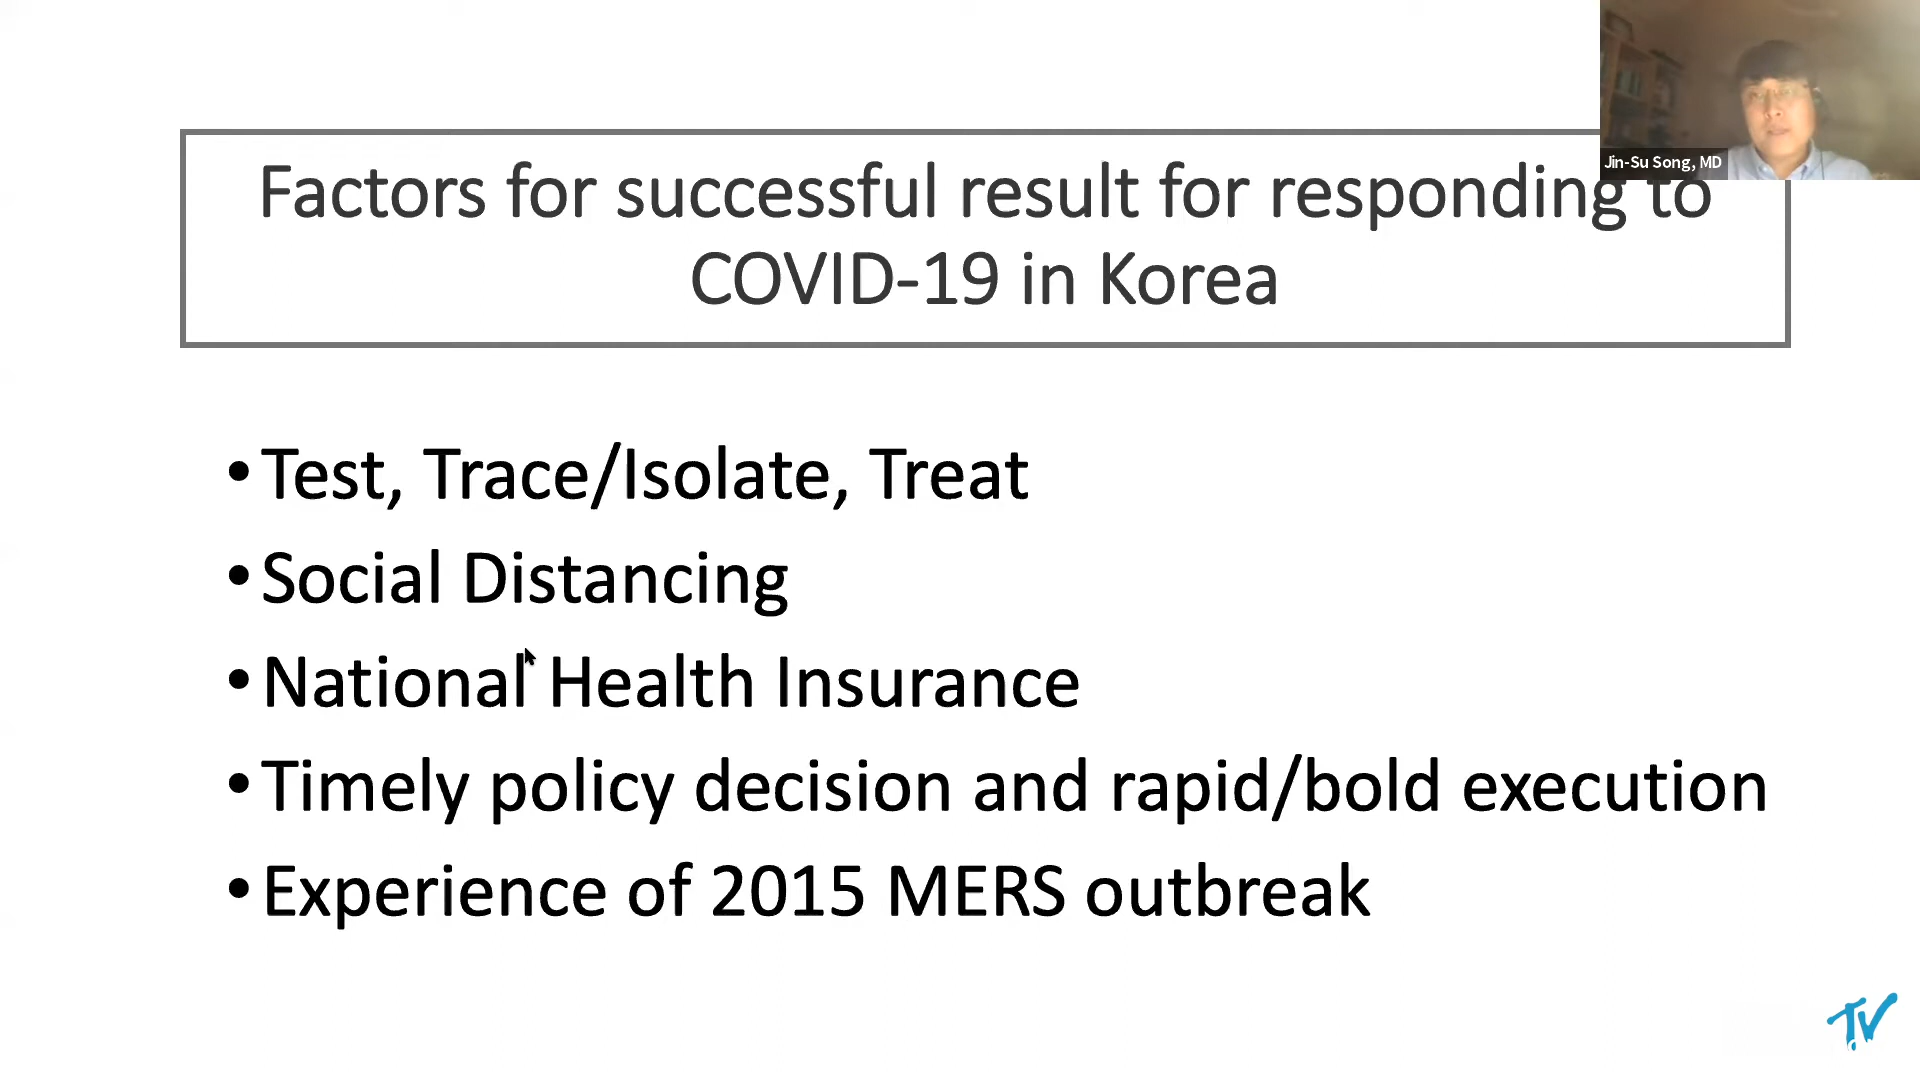 Jin-Su Song, MD
Factors for successful result for responding to
COVID-19 in Korea
•Test, Trace/Isolate, Treat
•Social Distancing
•National Health Insurance
•Timely policy decision and rapid/bold execution
•Experience of 2015 MERS outbreak
TV